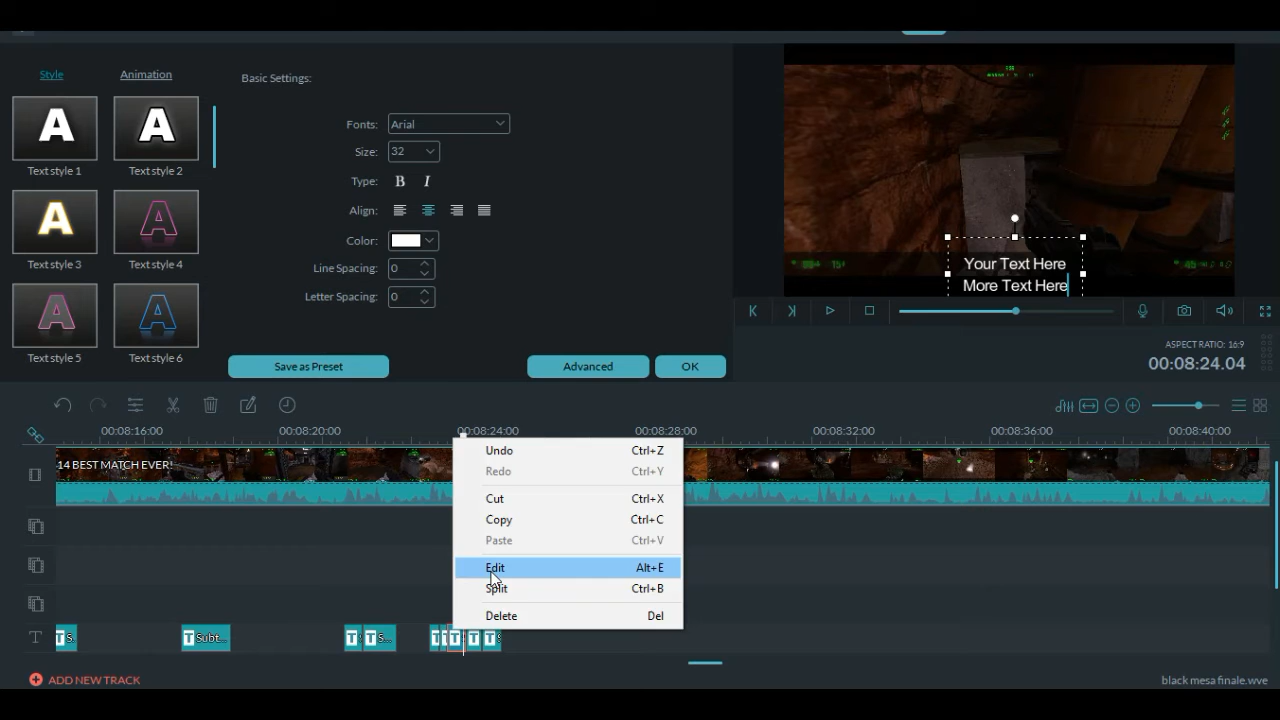 Style
Animation
Text style 1
Text style 2
Text style 3
Text style 4
Text style 5
Text style 6
Basic Settings:
Fonts: Arial
Size: 32
Type: B I
Align:
Color:
Line Spacing: 0
Letter Spacing: 0
Save as Preset
Advanced
OK
Your Text Here
More Text Here
ASPECT RATIO: 16:9
00:08:24.04
00:08:16:00
00:08:20:00
00:08:24:00
00:08:28:00
00:08:32:00
00:08:36:00
00:08:40:00
14 BEST MATCH EVER!
Undo Ctrl+Z
Redo Ctrl+Y
Cut Ctrl+X
Copy Ctrl+C
Paste Ctrl+V
Edit Alt+E
Split Ctrl+B
Delete Del
T S.
T Subt...
T
T S...
T
T
T
T
T S
T
ADD NEW TRACK
black mesa finale.wve